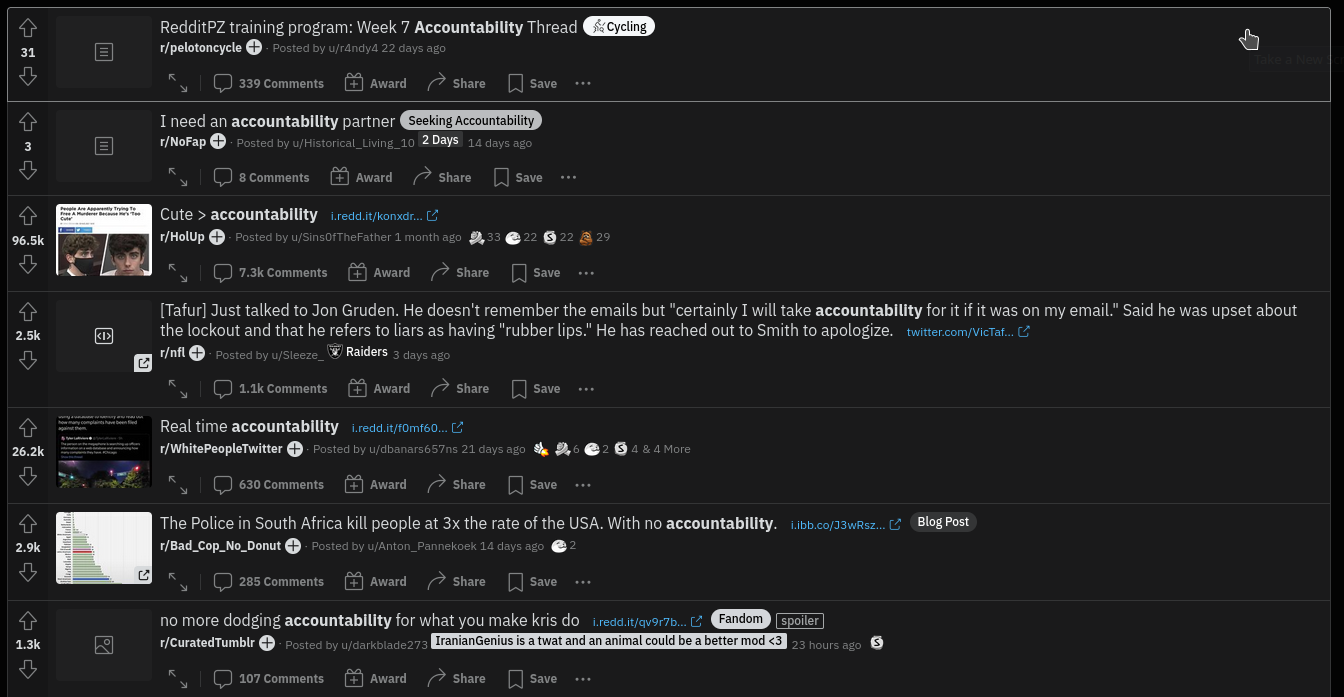 RedditPZ training program: Week 7 Accountability Thread Cycling
r/pelotoncycle · Posted by u/r4ndy4 22 days ago
31
Take a New Sc
339 Comments Award Share Save
I need an accountability partner Seeking Accountability
r/NoFap · Posted by u/Historical_Living_10 2 Days 14 days ago
3
8 Comments Award Share Save
People Are Apparently Trying To
Free A Murderer Because He's 'Too
Cute'
Cute > accountability i.redd.it/konxdr...
r/HolUp · Posted by u/SinsOfTheFather 1 month ago 33 22 22 29
96.5k
7.3k Comments Award Share Save
[Tafur] Just talked to Jon Gruden. He doesn't remember the emails but "certainly I will take accountability for it if it was on my email." Said he was upset about
the lockout and that he refers to liars as having "rubber lips." He has reached out to Smith to apologize. twitter.com/VicTaf...
2.5k
r/nfl · Posted by u/Sleeze_ Raiders 3 days ago
1.1k Comments Award Share Save
how many complaints have been filed
against them.
Real time accountability i.redd.it/f0mf60...
r/WhitePeopleTwitter · Posted by u/dbanars657ns 21 days ago 6 2 4 & 4 More
26.2k
630 Comments Award Share Save
The Police in South Africa kill people at 3x the rate of the USA. With no accountability. i.ibb.co/J3wRsz... Blog Post
r/Bad_Cop_No_Donut · Posted by u/Anton_Pannekoek 14 days ago 2
2.9k
285 Comments Award Share Save
no more dodging accountability for what you make kris do i.redd.it/qv9r7b... Fandom spoiler
r/CuratedTumblr · Posted by u/darkblade273 IranianGenius is a twat and an animal could be a better mod <3 23 hours ago
1.3k
107 Comments Award Share Save